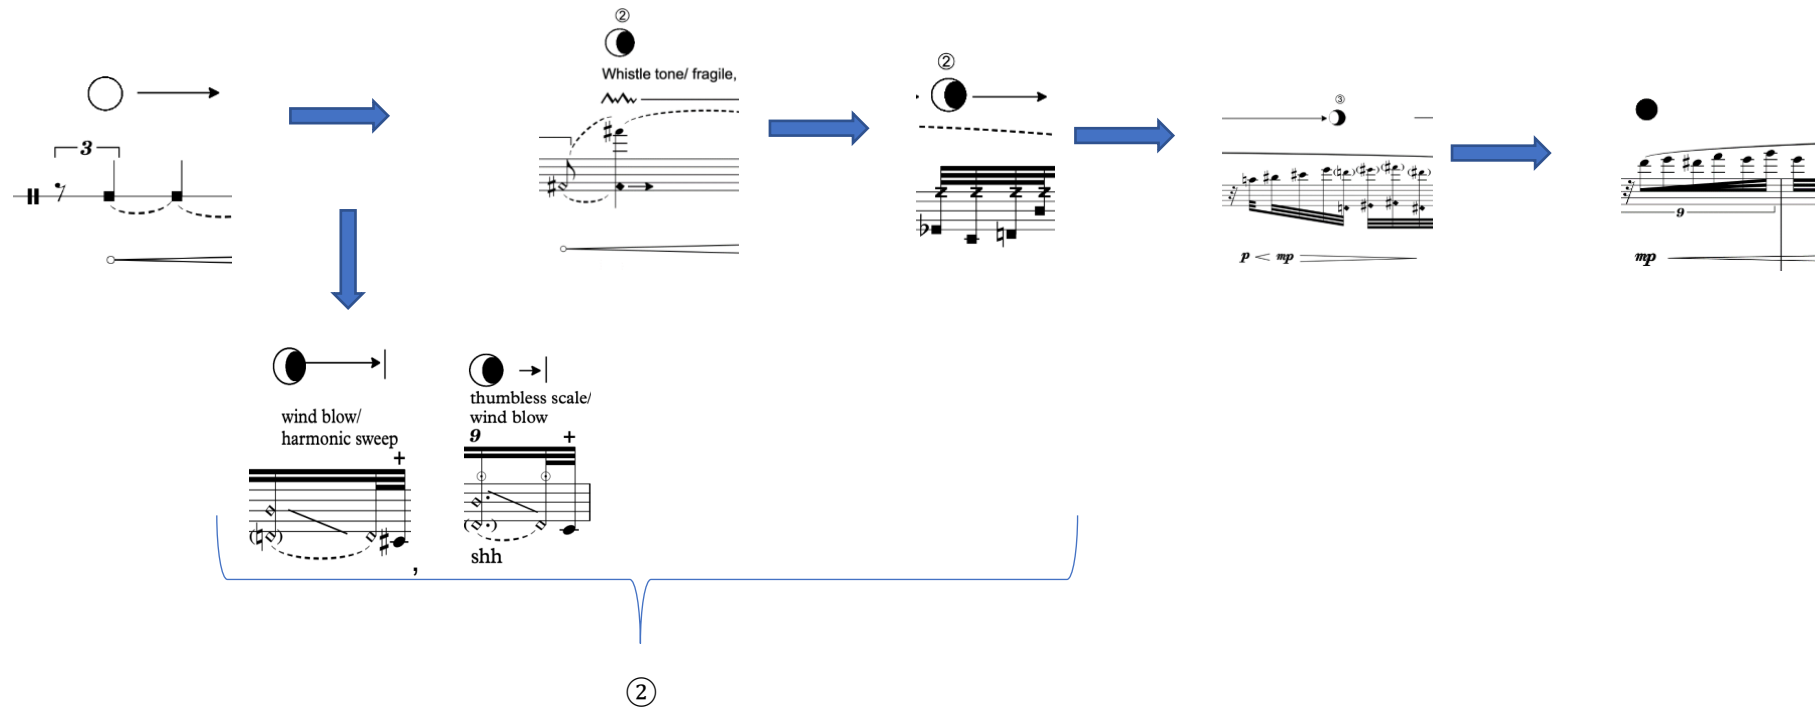 ②
Whistle tone/ fragile,
②
③
3
9
p < mp
mp
wind blow/
harmonic sweep
+
thumbless scale/
wind blow
9
+
,
shh
②